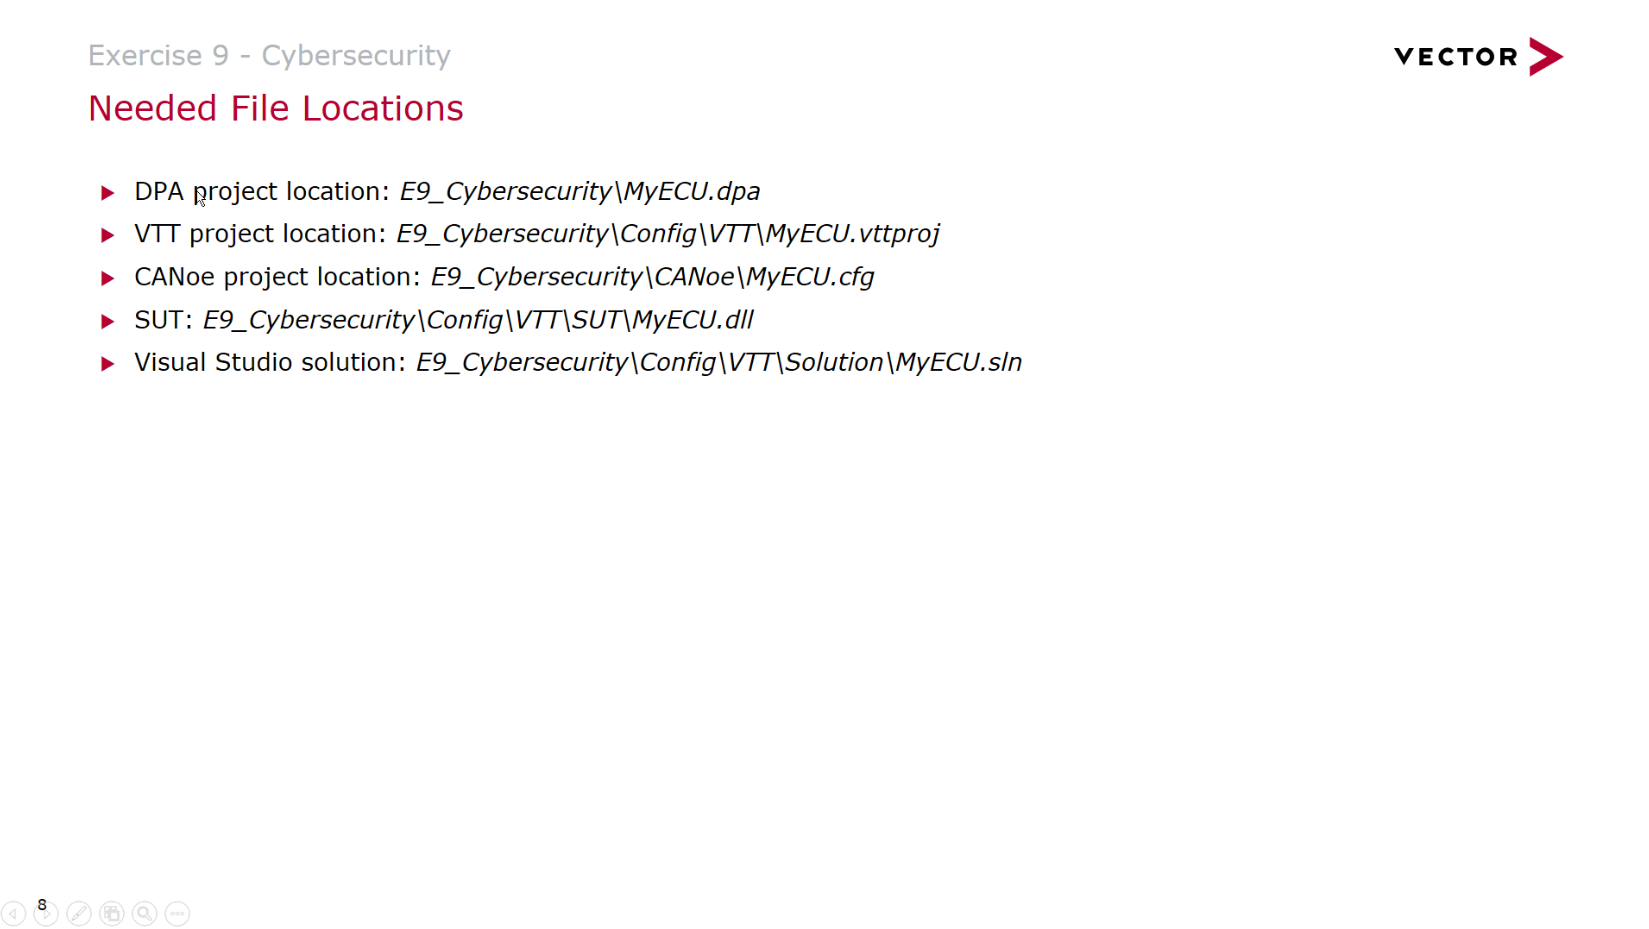 Exercise 9 - Cybersecurity
VECTOR
Needed File Locations
DPA project location: E9_Cybersecurity\MyECU.dpa
VTT project location: E9_Cybersecurity\Config\VTT\MyECU.vttproj
CANoe project location: E9_Cybersecurity\CANoe\MyECU.cfg
SUT: E9_Cybersecurity\Config\VTT\SUT\MyECU.dll
Visual Studio solution: E9_Cybersecurity\Config\VTT\Solution\MyECU.sln
8